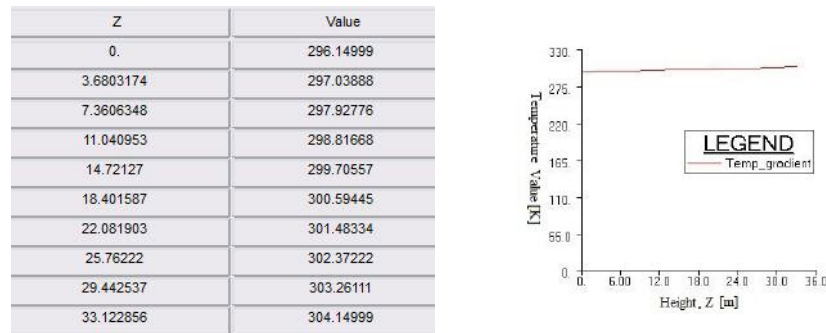 Z Value
0. 296.14999
3.6803174 297.03888
7.3606348 297.92776
11.040953 298.81668
14.72127 299.70557
18.401587 300.59445
22.081903 301.48334
25.76222 302.37222
29.442537 303.26111
33.122856 304.14999
330.
275.
220.
165.
110.
55.0
0.
Temperature Value [K]
LEGEND
Temp_grodient
0. 6.00 12.0 18.0 24.0 30.0 36.0
Height, Z [m]